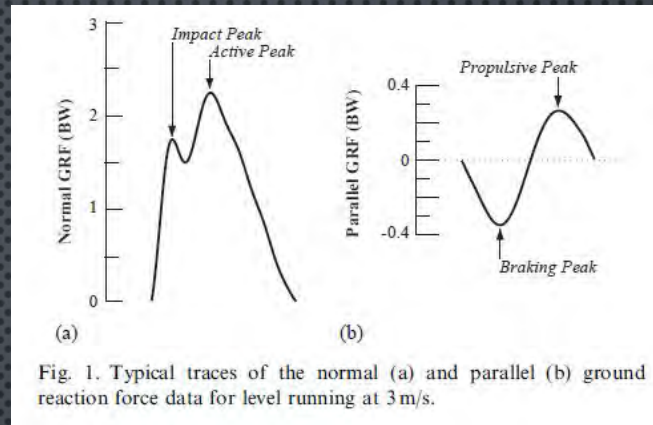 3
2
1
0
Normal GRF (BW)
Impact Peak
Active Peak
(a)
0.4
0
-0.4
Parallel GRF (BW)
Propulsive Peak
Braking Peak
(b)
Fig. 1. Typical traces of the normal (a) and parallel (b) ground
reaction force data for level running at 3 m/s.